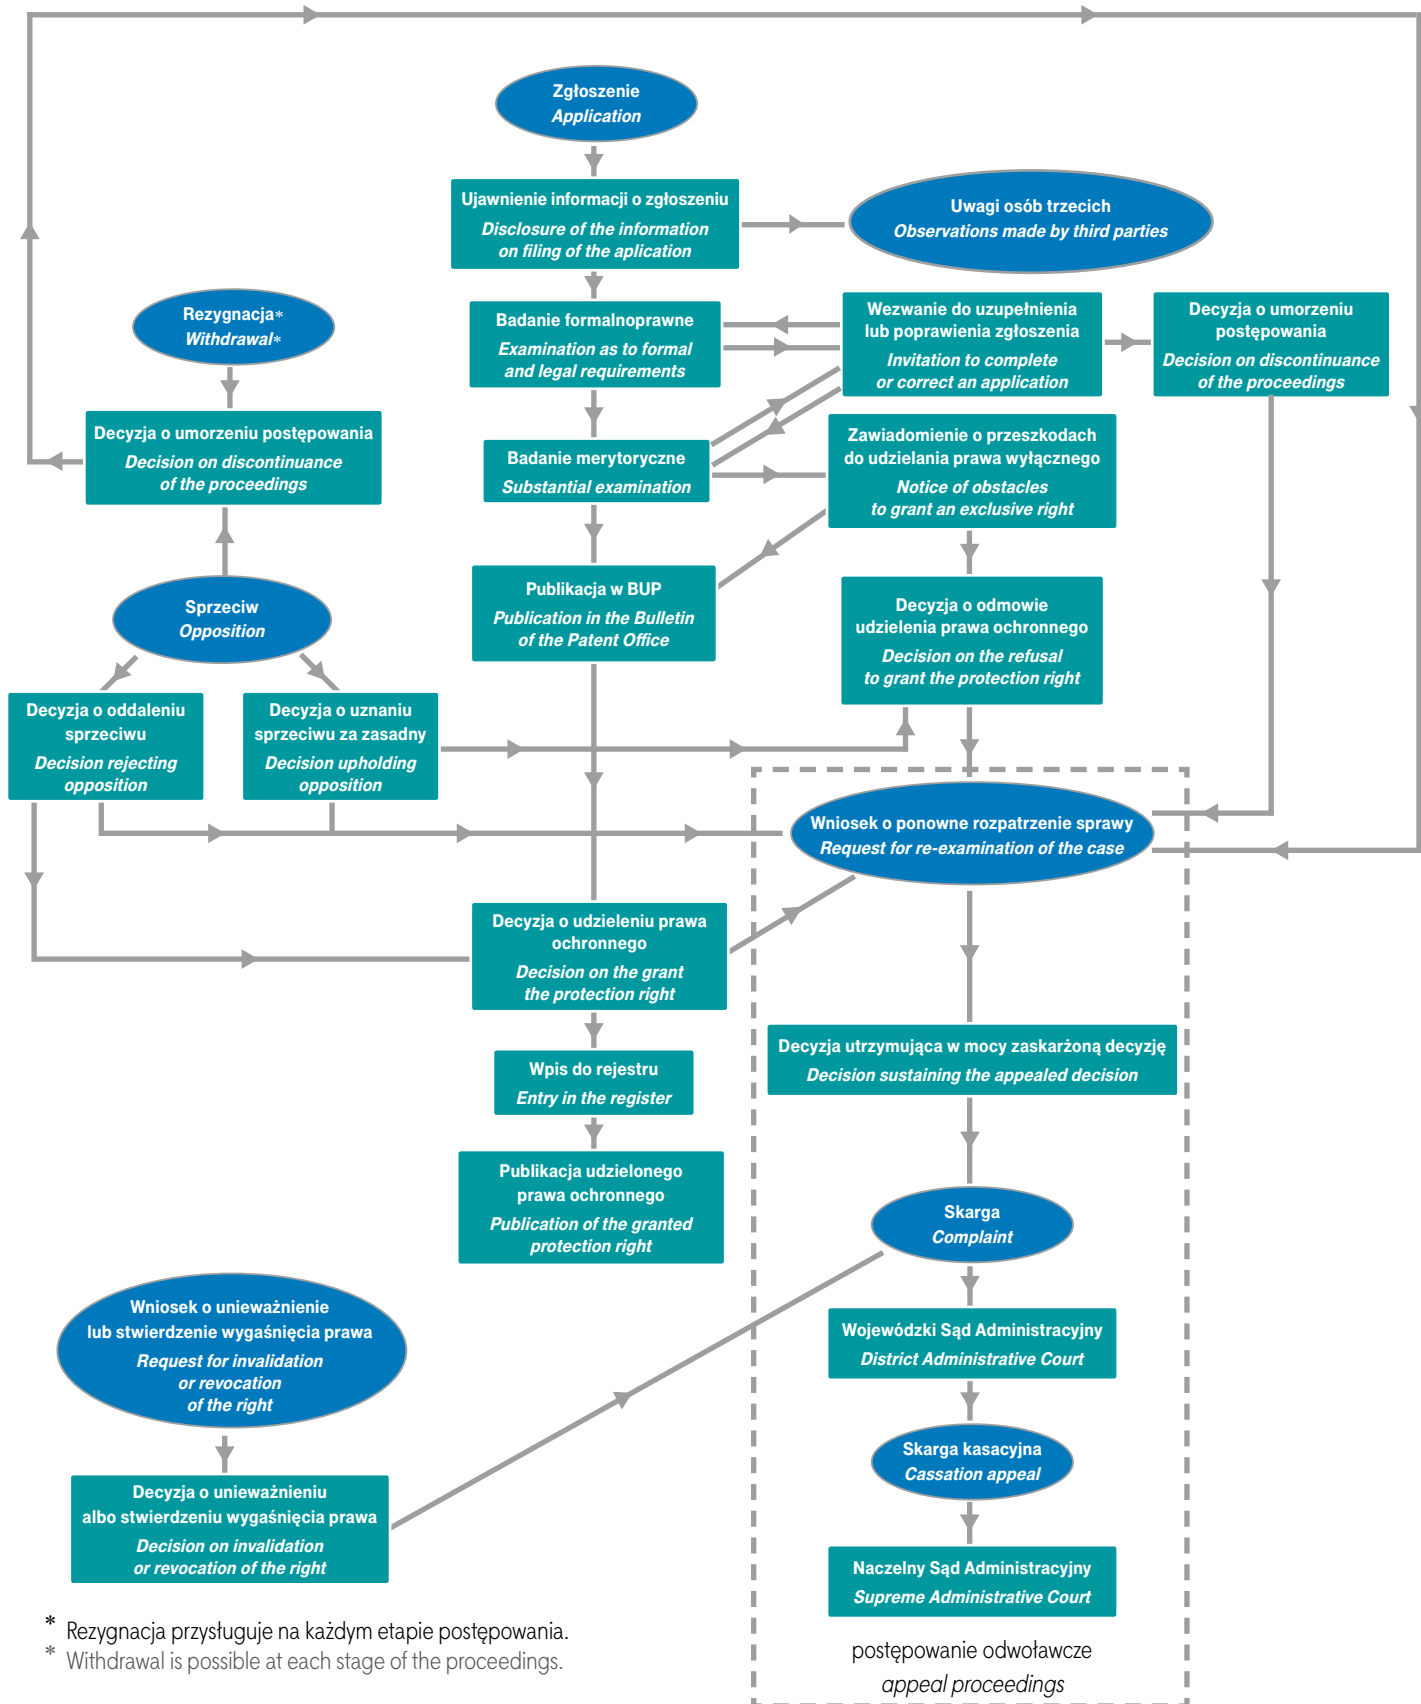 Zgłoszenie
Application
Ujawnienie informacji o zgłoszeniu
Disclosure of the information
on filing of the aplication
Uwagi osób trzecich
Observations made by third parties
Rezygnacja*
Withdrawal*
Badanie formalnoprawne
Examination as to formal
and legal requirements
Wezwanie do uzupełnienia
lub poprawienia zgłoszenia
Invitation to complete
or correct an application
Decyzja o umorzeniu
postępowania
Decision on discontinuance
of the proceedings
Decyzja o umorzeniu postępowania
Decision on discontinuance
of the proceedings
Badanie merytoryczne
Substantial examination
Zawiadomienie o przeszkodach
do udzielania prawa wyłącznego
Notice of obstacles
to grant an exclusive right
Sprzeciw
Opposition
Publikacja w BUP
Publication in the Bulletin
of the Patent Office
Decyzja o odmowie
udzielenia prawa ochronnego
Decision on the refusal
to grant the protection right
Decyzja o oddaleniu
sprzeciwu
Decision rejecting
opposition
Decyzja o uznaniu
sprzeciwu za zasadny
Decision upholding
opposition
Wniosek o ponowne rozpatrzenie sprawy
Request for re-examination of the case
Decyzja o udzieleniu prawa
ochronnego
Decision on the grant
the protection right
Wpis do rejestru
Entry in the register
Decyzja utrzymująca w mocy zaskarżoną decyzję
Decision sustaining the appealed decision
Publikacja udzielonego
prawa ochronnego
Publication of the granted
protection right
Skarga
Complaint
Wniosek o unieważnienie
lub stwierdzenie wygaśnięcia prawa
Request for invalidation
or revocation
of the right
Wojewódzki Sąd Administracyjny
District Administrative Court
Skarga kasacyjna
Cassation appeal
Decyzja o unieważnieniu
albo stwierdzeniu wygaśnięcia prawa
Decision on invalidation
or revocation of the right
Naczelny Sąd Administracyjny
Supreme Administrative Court
* Rezygnacja przysługuje na każdym etapie postępowania.
* Withdrawal is possible at each stage of the proceedings.
postępowanie odwoławcze
appeal proceedings